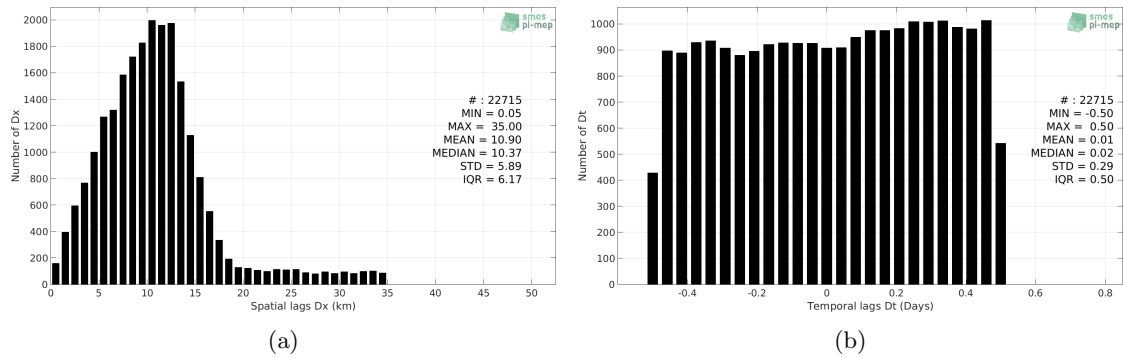 2000
1800
1600
1400
1200
1000
800
600
400
200
0
Number of Dx
smos
pi-mep
# : 22715
MIN = 0.05
MAX = 35.00
MEAN = 10.90
MEDIAN = 10.37
STD = 5.89
IQR = 6.17
0 5 10 15 20 25 30 35 40 45 50
Spatial lags Dx (km)
(a)
1000
900
800
700
600
500
400
300
200
100
0
Number of Dt
smos
pi-mep
# : 22715
MIN = -0.50
MAX = 0.50
MEAN = 0.01
MEDIAN = 0.02
STD = 0.29
IQR = 0.50
-0.4 -0.2 0 0.2 0.4 0.6 0.8
Temporal lags Dt (Days)
(b)